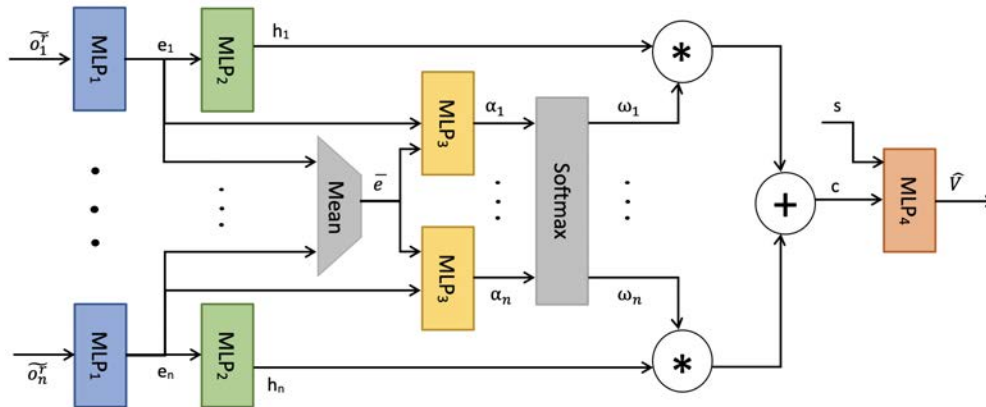 õ₁ʳ
MLP₁
e₁
MLP₂
h₁
*
MLP₃
α₁
ω₁
s
Mean
e̅
Softmax
+
c
MLP₄
V̂
MLP₃
αₙ
ωₙ
õₙʳ
MLP₁
eₙ
MLP₂
hₙ
*